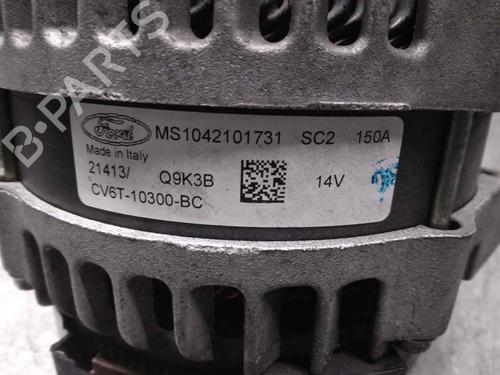 B-PARTS
Ford
MS1042101731 SC2 150A
Made in Italy
21413/ Q9K3B 14V
CV6T-10300-BC